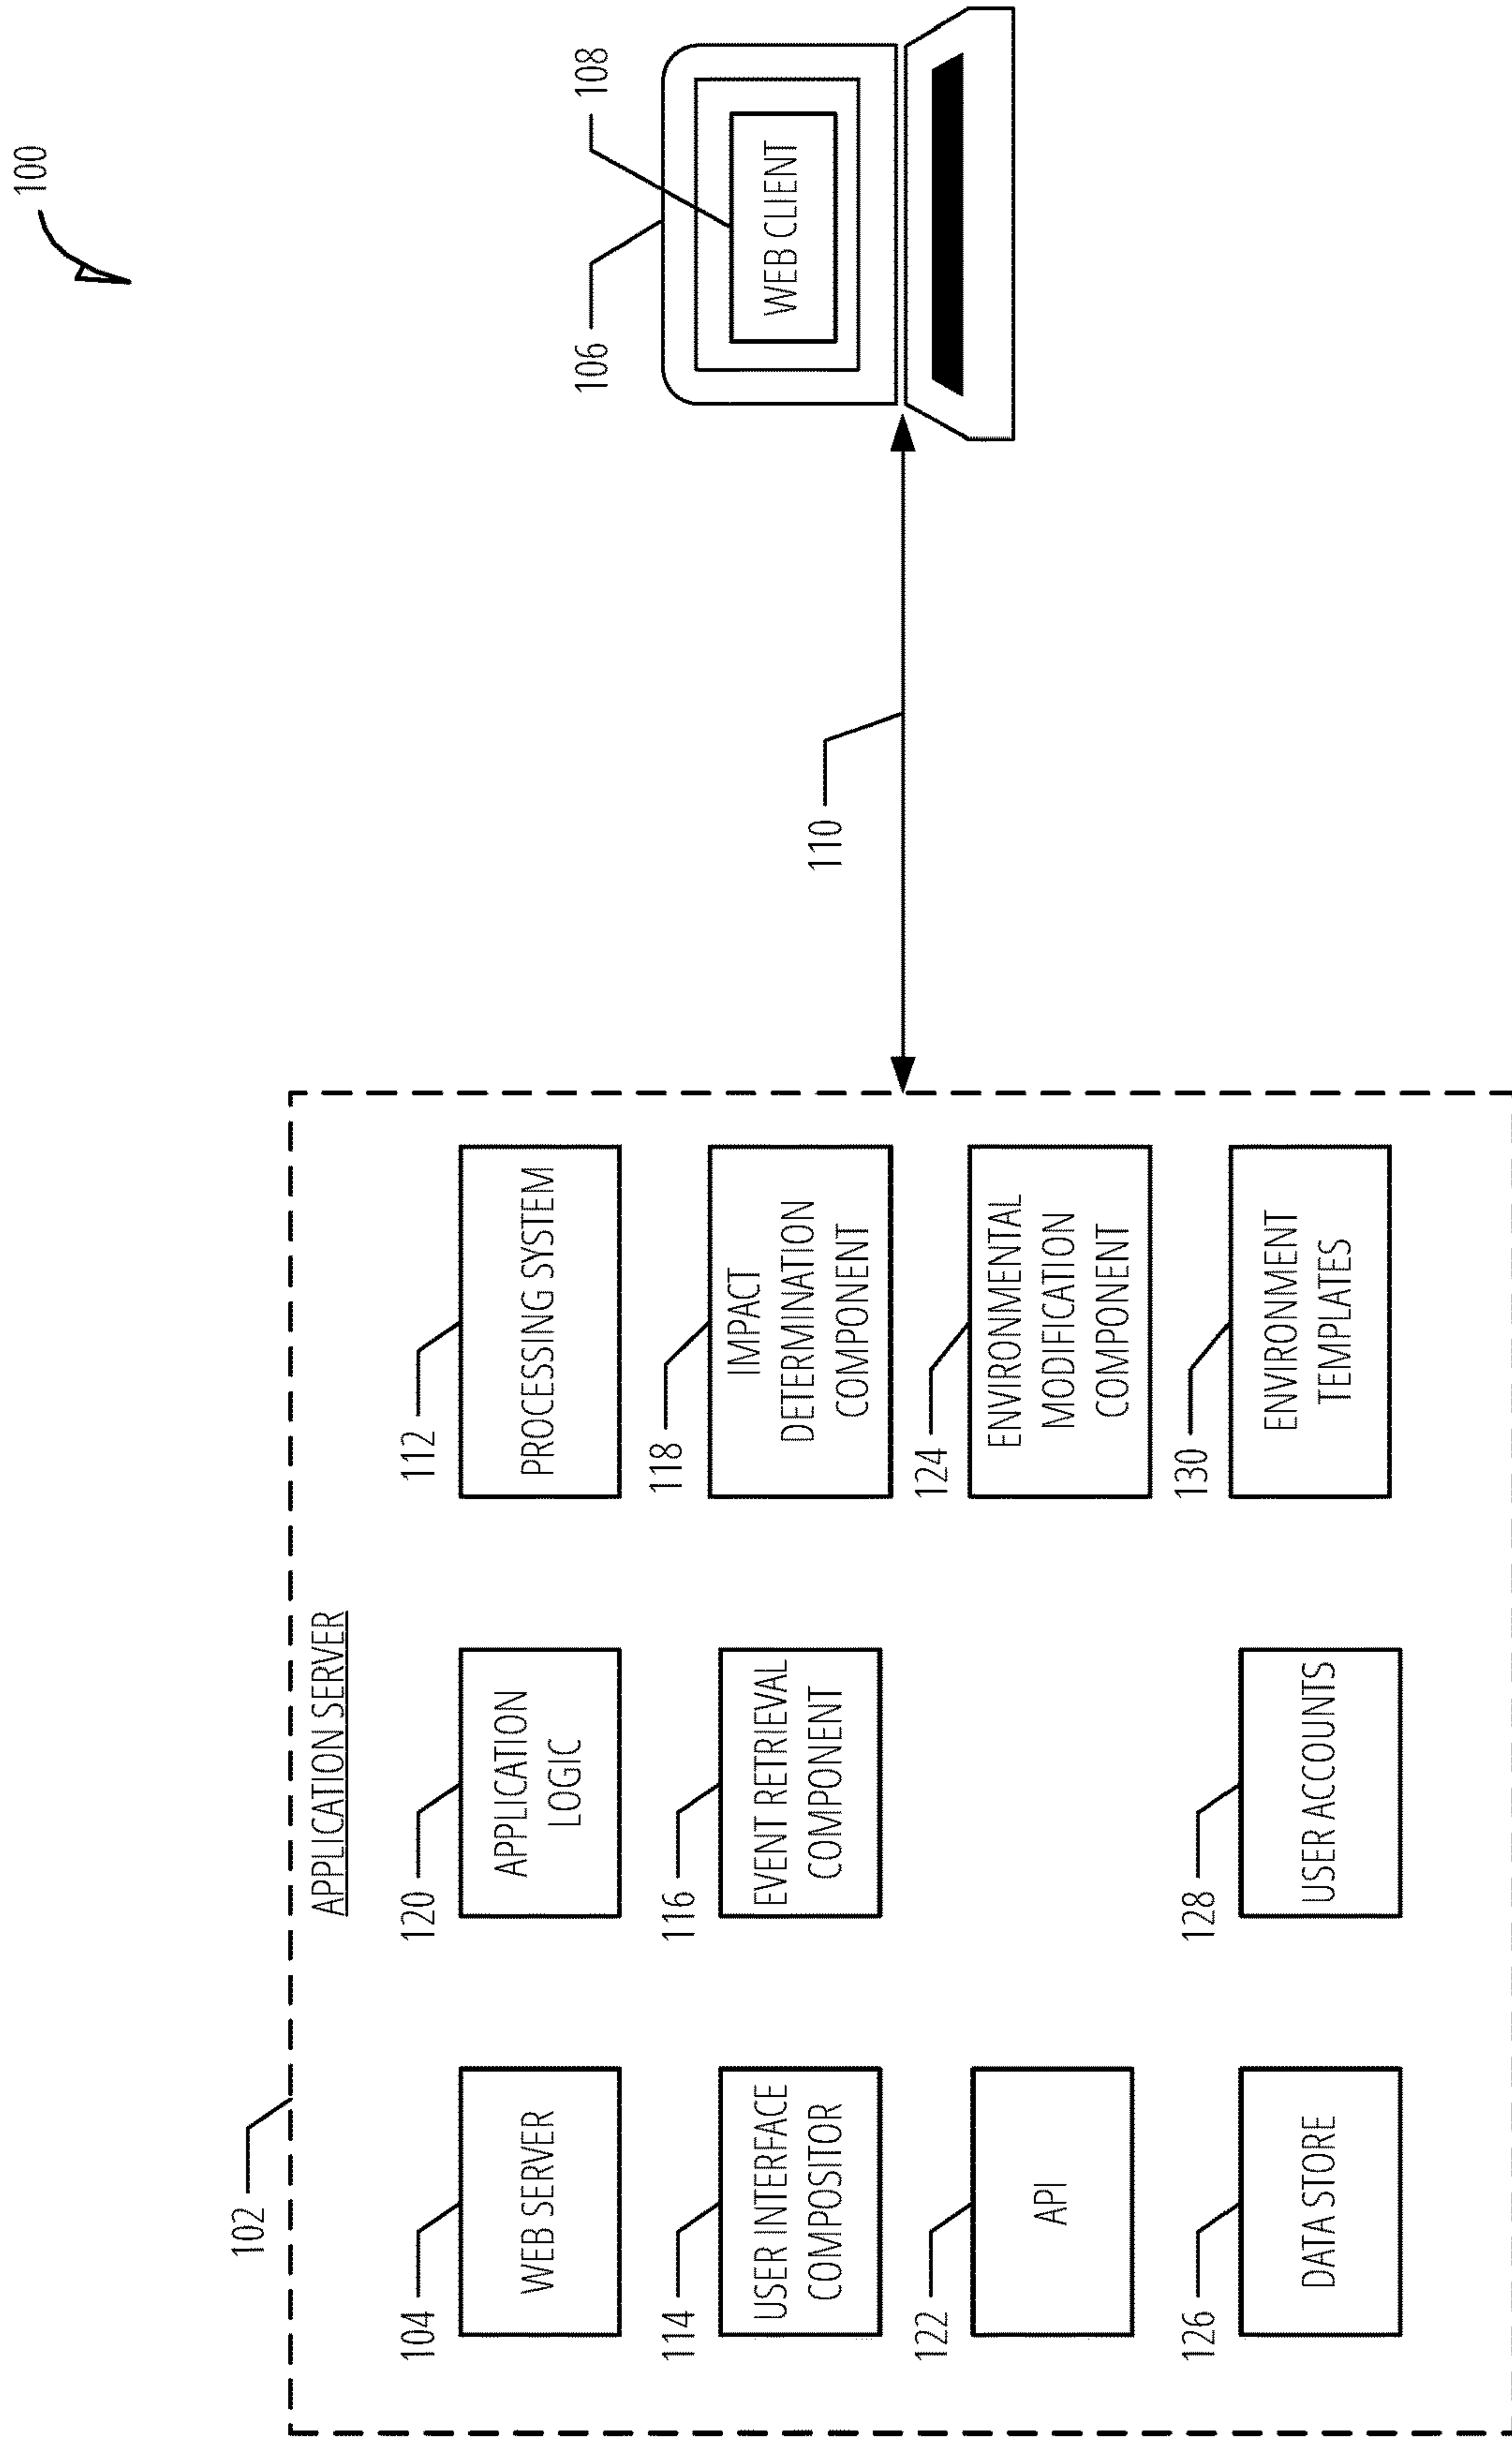 100
102
APPLICATION SERVER
104
WEB SERVER
120
APPLICATION
LOGIC
112
PROCESSING SYSTEM
114
USER INTERFACE
COMPOSITOR
116
EVENT RETRIEVAL
COMPONENT
118
IMPACT
DETERMINATION
COMPONENT
122
API
124
ENVIRONMENTAL
MODIFICATION
COMPONENT
126
DATA STORE
128
USER ACCOUNTS
130
ENVIRONMENT
TEMPLATES
110
106
108
WEB CLIENT